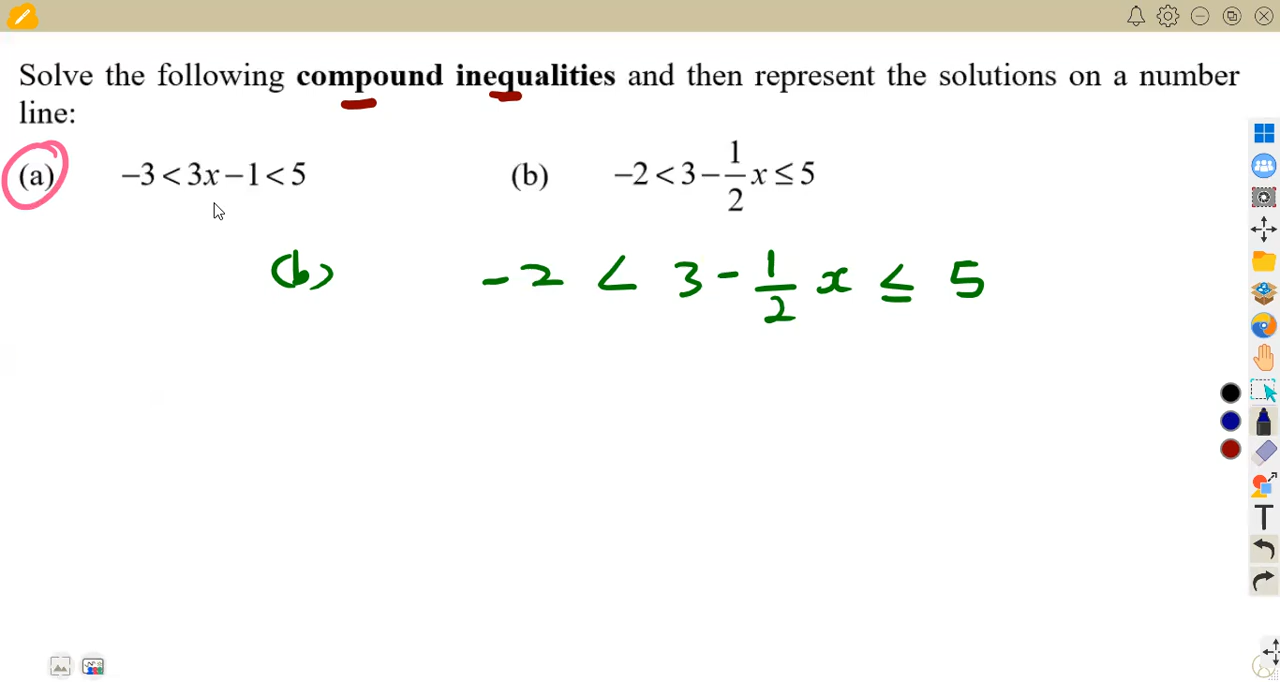 Solve the following compound inequalities and then represent the solutions on a number
line:
(a) −3 < 3x − 1 < 5 (b) −2 < 3 − 1/2 x ≤ 5
(b) −2 < 3 − 1/2 x ≤ 5
T